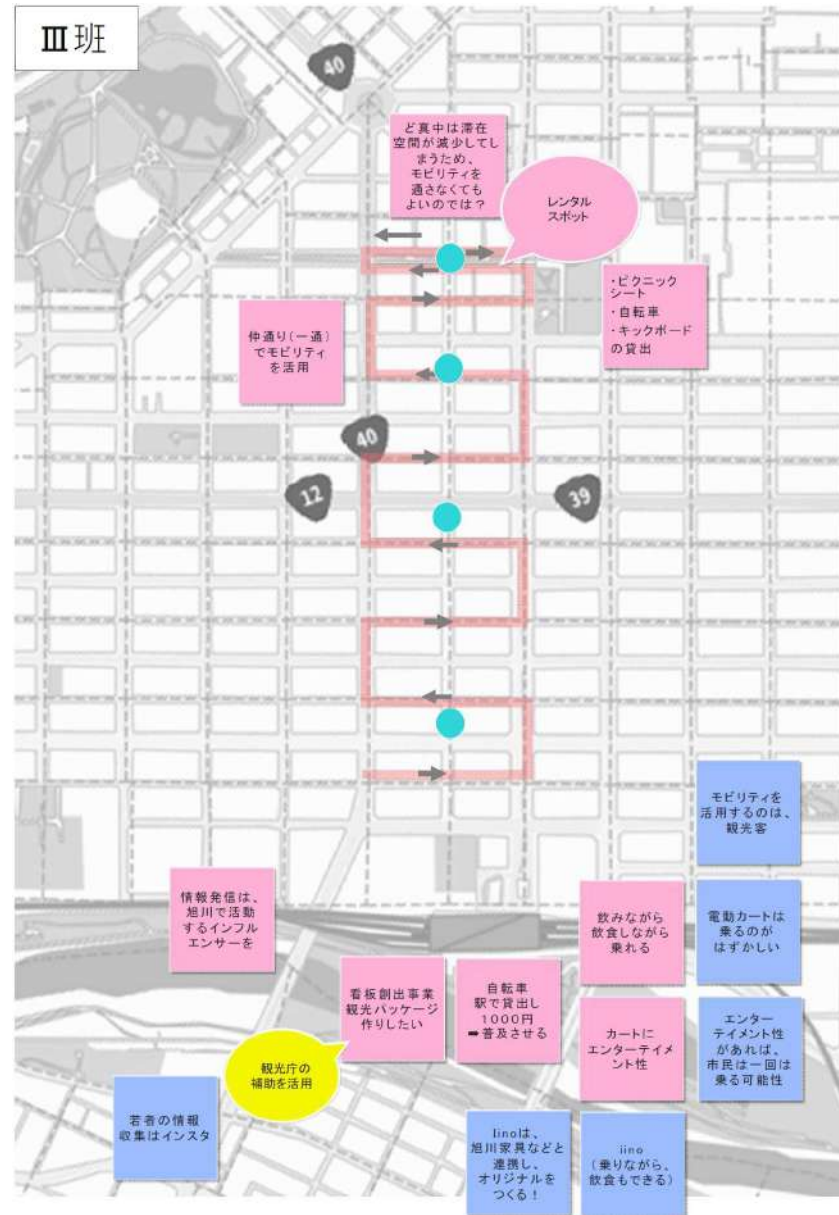 Ⅲ班
40
ど真中は滞在
空間が減少してし
まうため、
モビリティを
通さなくても
よいのでは？
レンタル
スポット
・ピクニック
シート
・自転車
・キックボード
の貸出
仲通り(一通)
でモビリティ
を活用
40
12
39
モビリティを
活用するのは、
観光客
情報発信は、
旭川で活動
するインフル
エンサーを
飲みながら
飲食しながら
乗れる
電動カートは
乗るのが
はずかしい
看板創出事業
観光パッケージ
作りしたい
自転車
駅で貸出し
1000円
➡普及させる
カートに
エンターテイメ
ント性
エンター
テイメント性
があれば、
市民は一回は
乗る可能性
観光庁の
補助を活用
若者の情報
収集はインスタ
Iinoは、
旭川家具などと
連携し、
オリジナルを
つくる！
iino
(乗りながら、
飲食もできる)